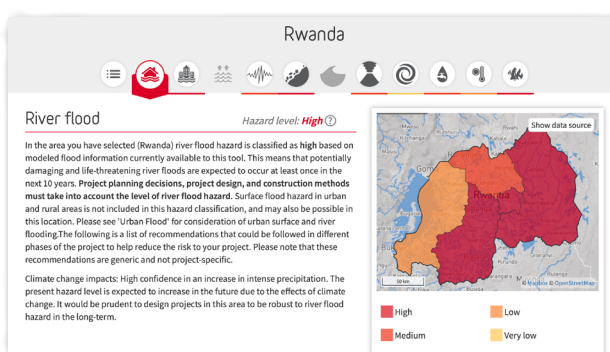 Rwanda
River flood
Hazard level: High ?
In the area you have selected (Rwanda) river flood hazard is classified as high based on
modeled flood information currently available to this tool. This means that potentially
damaging and life-threatening river floods are expected to occur at least once in the
next 10 years. Project planning decisions, project design, and construction methods
must take into account the level of river flood hazard. Surface flood hazard in urban
and rural areas is not included in this hazard classification, and may also be possible in
this location. Please see 'Urban Flood' for consideration of urban surface and river
flooding.The following is a list of recommendations that could be followed in different
phases of the project to help reduce the risk to your project. Please note that these
recommendations are generic and not project-specific.
Climate change impacts: High confidence in an increase in intense precipitation. The
present hazard level is expected to increase in the future due to the effects of climate
change. It would be prudent to design projects in this area to be robust to river flood
hazard in the long-term.
Show data source
Rwanda
50 km
© Mapbox © OpenStreetMap
High
Low
Medium
Very low